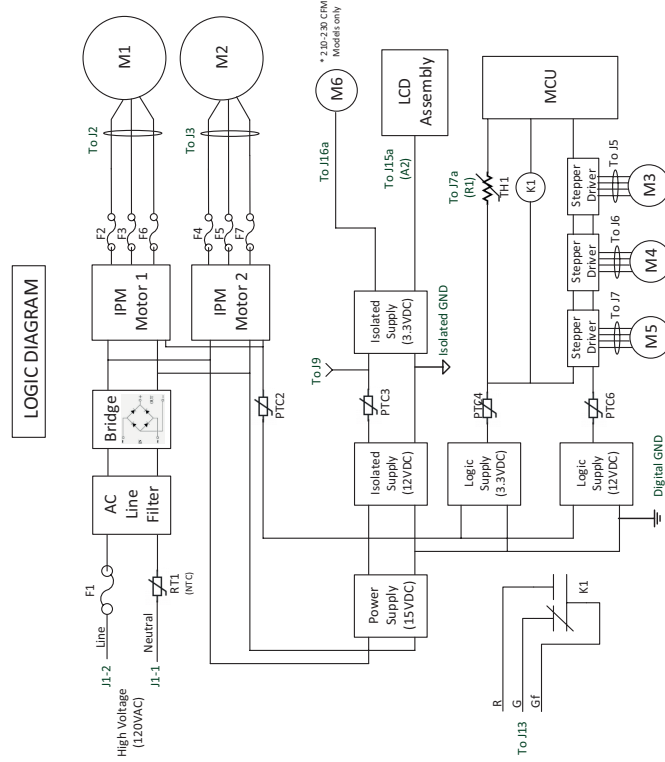 LOGIC DIAGRAM
High Voltage
(120VAC)
J1-2
Line
F1
J1-1
Neutral
RT1
(NTC)
AC
Line
Filter
Bridge
IPM
Motor 1
IPM
Motor 2
F2
F3
F6
F4
F5
F7
To J2
To J3
M1
M2
PTC2
Power
Supply
(15VDC)
Isolated
Supply
(12VDC)
PTC3
To J9
Isolated
Supply
(3.3VDC)
Isolated GND
To J16a
M6
* 210-230 CFM
Models only
To J15a
(A2)
LCD
Assembly
Logic
Supply
(3.3VDC)
PTC4
To J7a
(R1)
TH1
K1
MCU
Logic
Supply
(12VDC)
PTC6
Digital GND
Stepper
Driver
Stepper
Driver
Stepper
Driver
To J7
To J6
To J5
M5
M4
M3
To J13
R
G
Gf
K1